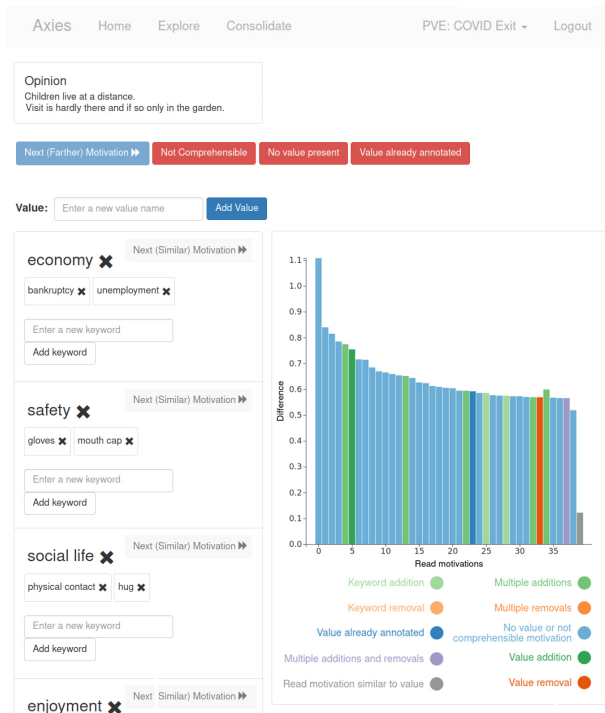 Axies Home Explore Consolidate PVE: COVID Exit Logout
Opinion
Children live at a distance.
Visit is hardly there and if so only in the garden.
Next (Farther) Motivation Not Comprehensible No value present Value already annotated
Value: Enter a new value name Add Value
Next (Similar) Motivation
economy
bankruptcy unemployment
Enter a new keyword
Add keyword
Next (Similar) Motivation
safety
gloves mouth cap
Enter a new keyword
Add keyword
Next (Similar) Motivation
social life
physical contact hug
Enter a new keyword
Add keyword
Next (Similar) Motivation
enjoyment
Difference
1.1
1.0
0.9
0.8
0.7
0.6
0.5
0.4
0.3
0.2
0.1
0.0
0 5 10 15 20 25 30 35
Read motivations
Keyword addition Multiple additions
Keyword removal Multiple removals
Value already annotated No value or not
comprehensible motivation
Multiple additions and removals Value addition
Read motivation similar to value Value removal